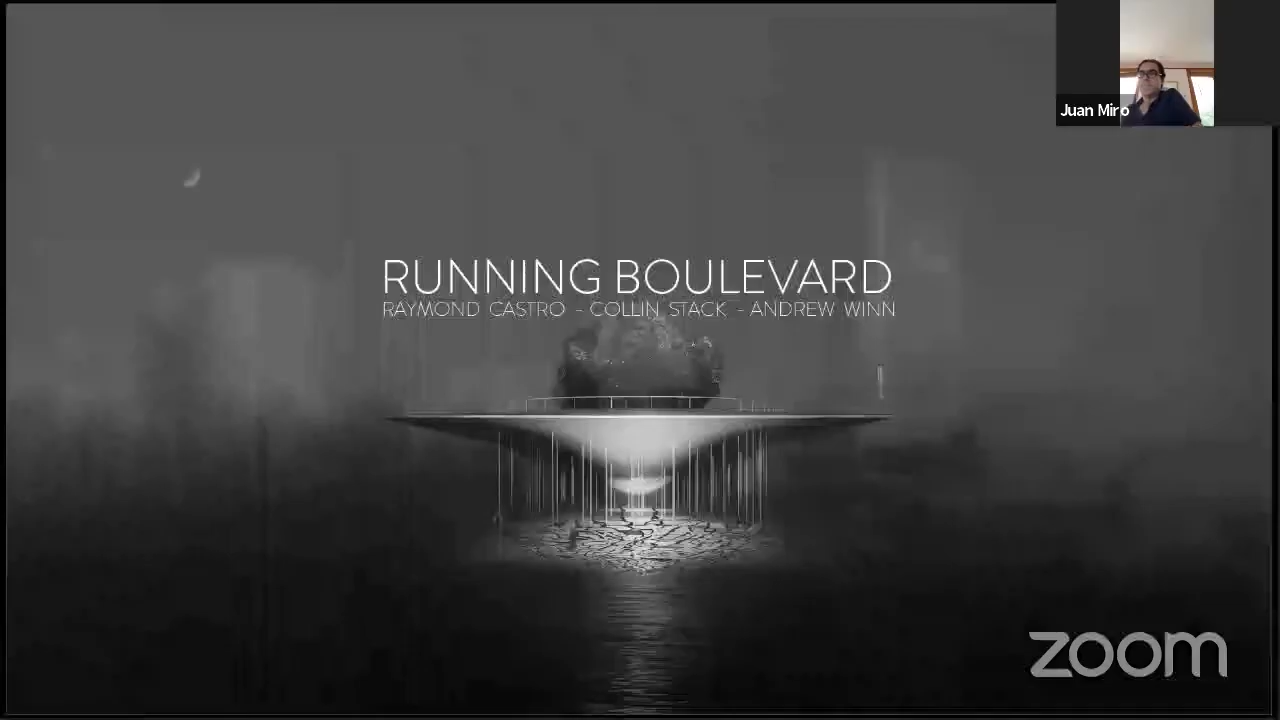 Juan Miro
RUNNING BOULEVARD
RAYMOND CASTRO - COLLIN STACK - ANDREW WINN
zoom